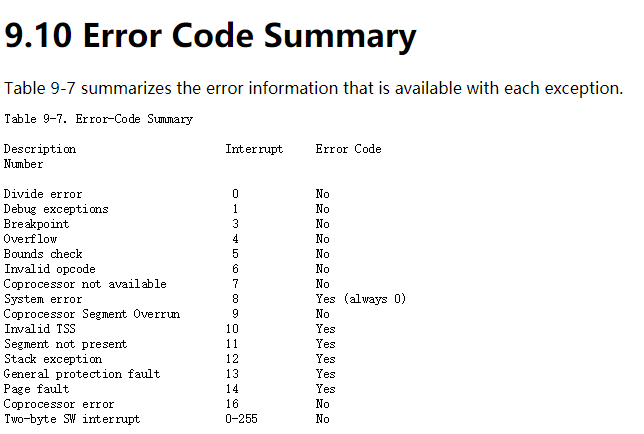 9.10 Error Code Summary
Table 9-7 summarizes the error information that is available with each exception.
Table 9-7. Error-Code Summary
Description Interrupt Error Code
Number
Divide error 0 No
Debug exceptions 1 No
Breakpoint 3 No
Overflow 4 No
Bounds check 5 No
Invalid opcode 6 No
Coprocessor not available 7 No
System error 8 Yes (always 0)
Coprocessor Segment Overrun 9 No
Invalid TSS 10 Yes
Segment not present 11 Yes
Stack exception 12 Yes
General protection fault 13 Yes
Page fault 14 Yes
Coprocessor error 16 No
Two-byte SW interrupt 0-255 No